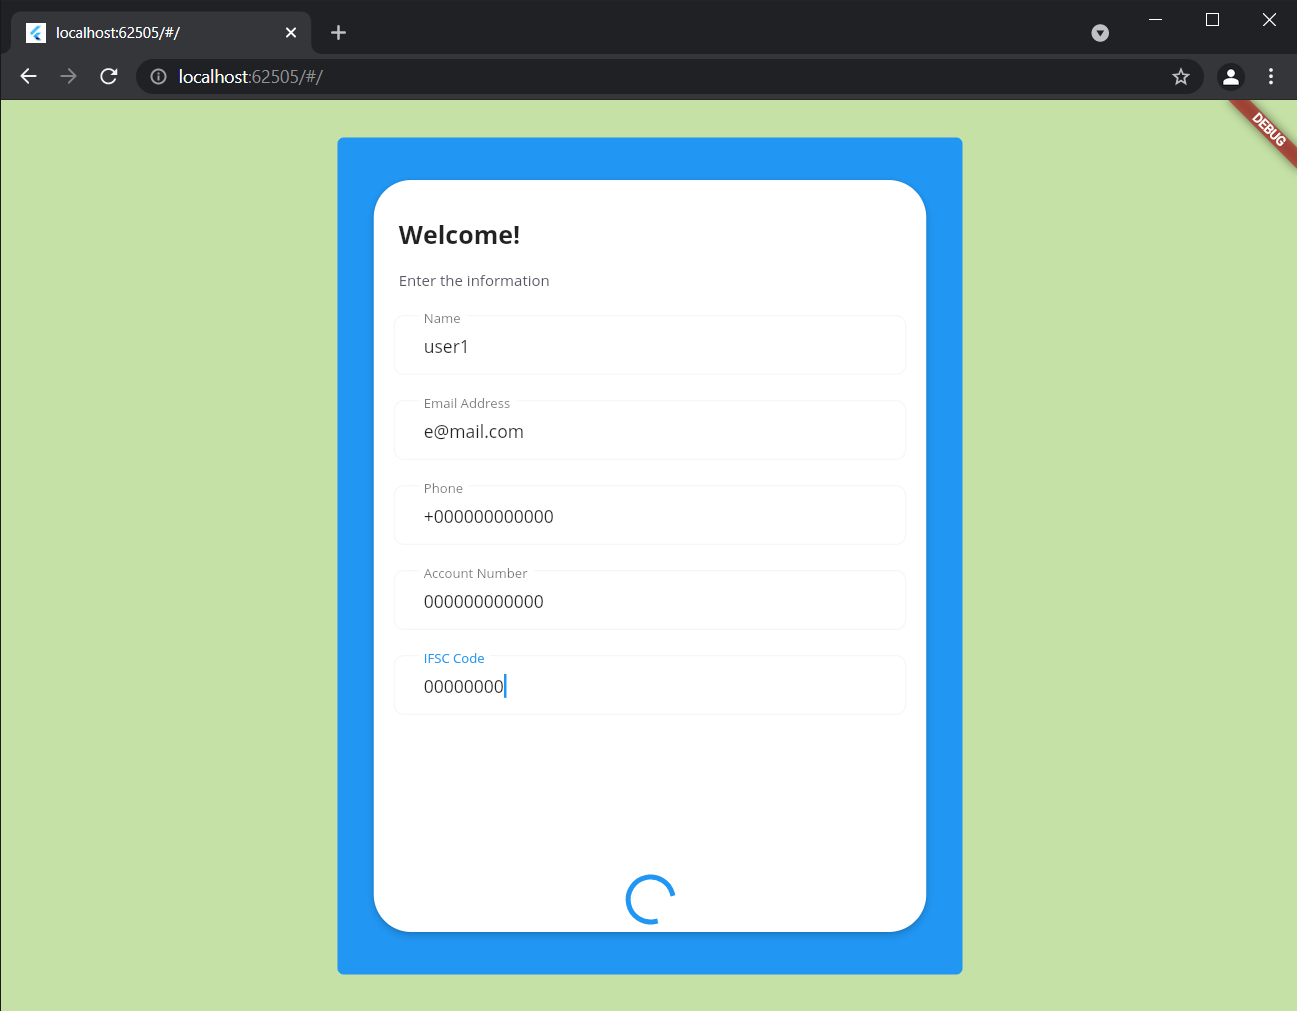 localhost:62505/#/
localhost:62505/#/
DEBUG
Welcome!
Enter the information
Name
user1
Email Address
e@mail.com
Phone
+000000000000
Account Number
000000000000
IFSC Code
00000000